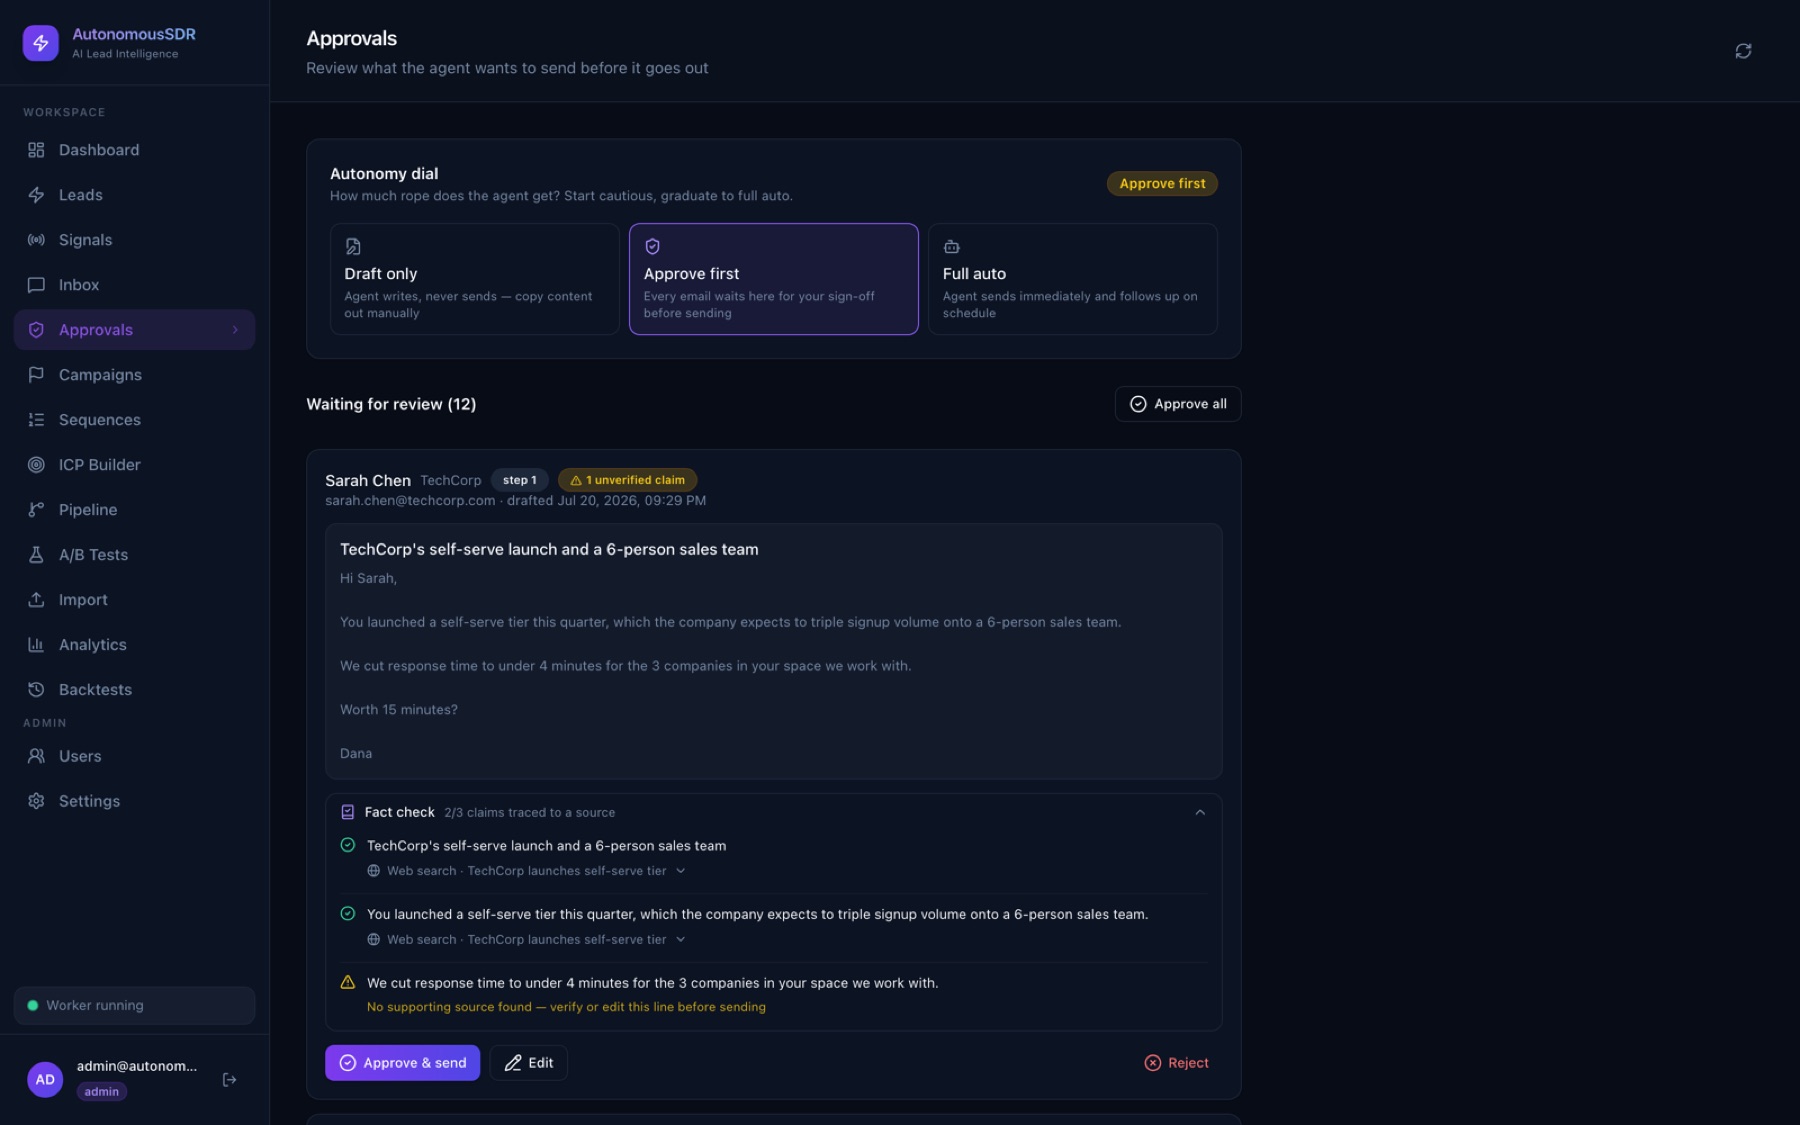 AutonomousSDR
AI Lead Intelligence
WORKSPACE
Dashboard
Leads
Signals
Inbox
Approvals
Campaigns
Sequences
ICP Builder
Pipeline
A/B Tests
Import
Analytics
Backtests
ADMIN
Users
Settings
Worker running
AD
admin@autonom...
admin
Approvals
Review what the agent wants to send before it goes out
Autonomy dial
How much rope does the agent get? Start cautious, graduate to full auto.
Approve first
Draft only
Agent writes, never sends — copy content
out manually
Approve first
Every email waits here for your sign-off
before sending
Full auto
Agent sends immediately and follows up on
schedule
Waiting for review (12)
Approve all
Sarah Chen TechCorp step 1 1 unverified claim
sarah.chen@techcorp.com · drafted Jul 20, 2026, 09:29 PM
TechCorp's self-serve launch and a 6-person sales team
Hi Sarah,
You launched a self-serve tier this quarter, which the company expects to triple signup volume onto a 6-person sales team.
We cut response time to under 4 minutes for the 3 companies in your space we work with.
Worth 15 minutes?
Dana
Fact check 2/3 claims traced to a source
TechCorp's self-serve launch and a 6-person sales team
Web search · TechCorp launches self-serve tier
You launched a self-serve tier this quarter, which the company expects to triple signup volume onto a 6-person sales team.
Web search · TechCorp launches self-serve tier
We cut response time to under 4 minutes for the 3 companies in your space we work with.
No supporting source found — verify or edit this line before sending
Approve & send
Edit
Reject